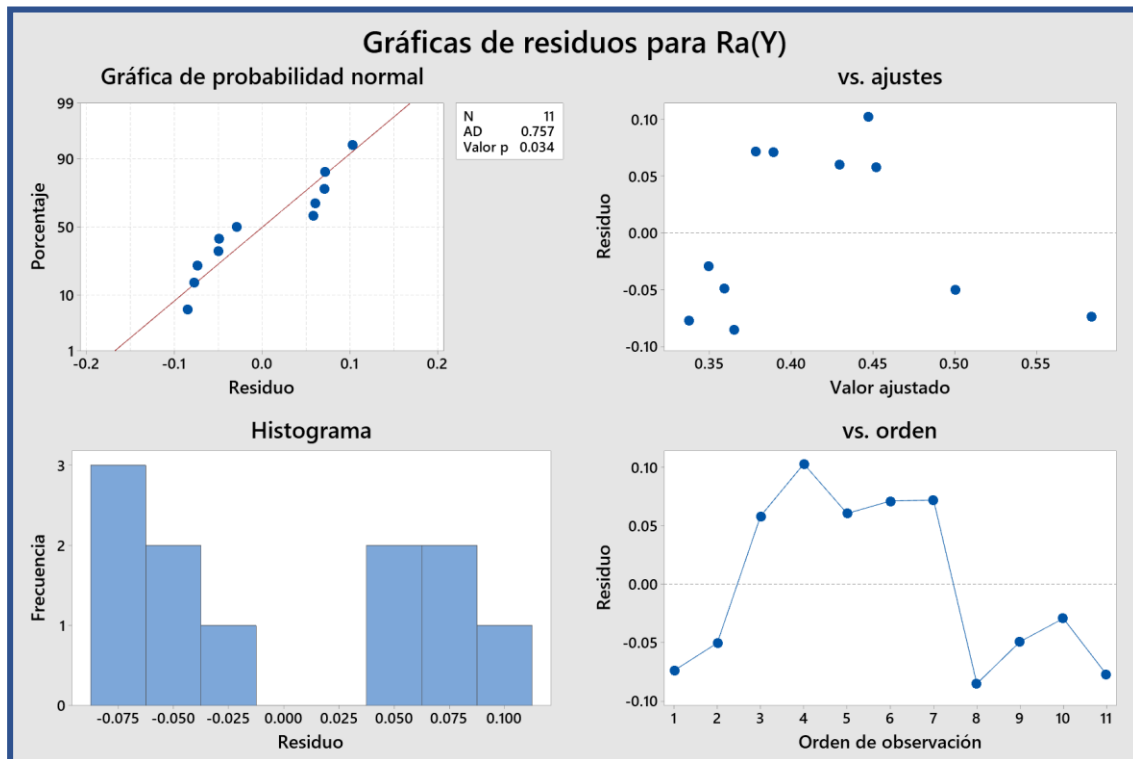 Gráficas de residuos para Ra(Y)
Gráfica de probabilidad normal
99
90
50
10
1
Porcentaje
-0.2 -0.1 0.0 0.1 0.2
Residuo
N 11
AD 0.757
Valor p 0.034
vs. ajustes
0.10
0.05
0.00
-0.05
-0.10
Residuo
0.35 0.40 0.45 0.50 0.55
Valor ajustado
Histograma
3
2
1
0
Frecuencia
-0.075 -0.050 -0.025 0.000 0.025 0.050 0.075 0.100
Residuo
vs. orden
0.10
0.05
0.00
-0.05
-0.10
Residuo
1 2 3 4 5 6 7 8 9 10 11
Orden de observación